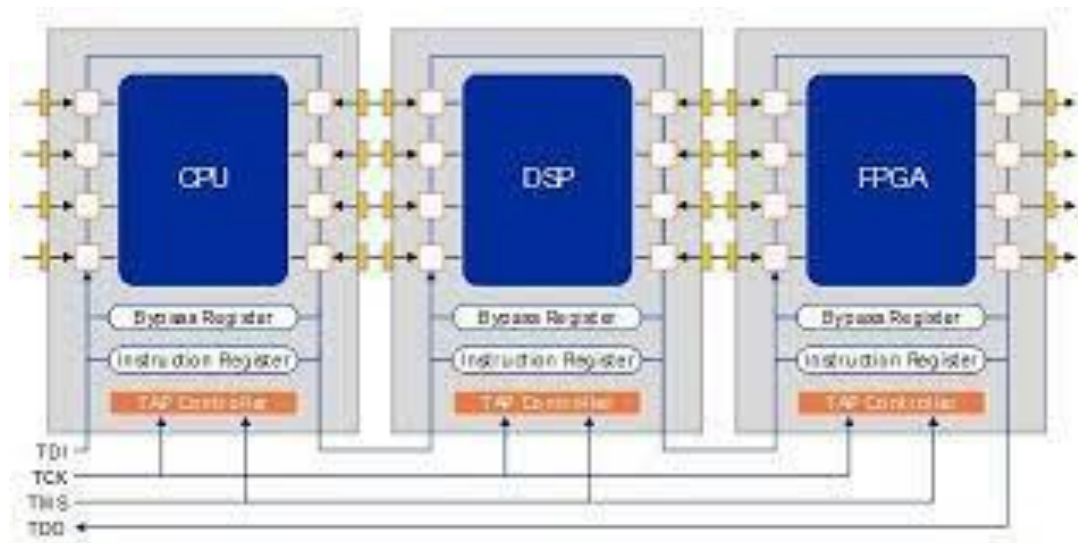 CPU
DSP
FPGA
Bypass Register
Bypass Register
Bypass Register
Instruction Register
Instruction Register
Instruction Register
TAP Controller
TAP Controller
TAP Controller
TDI
TCK
TMS
TDO